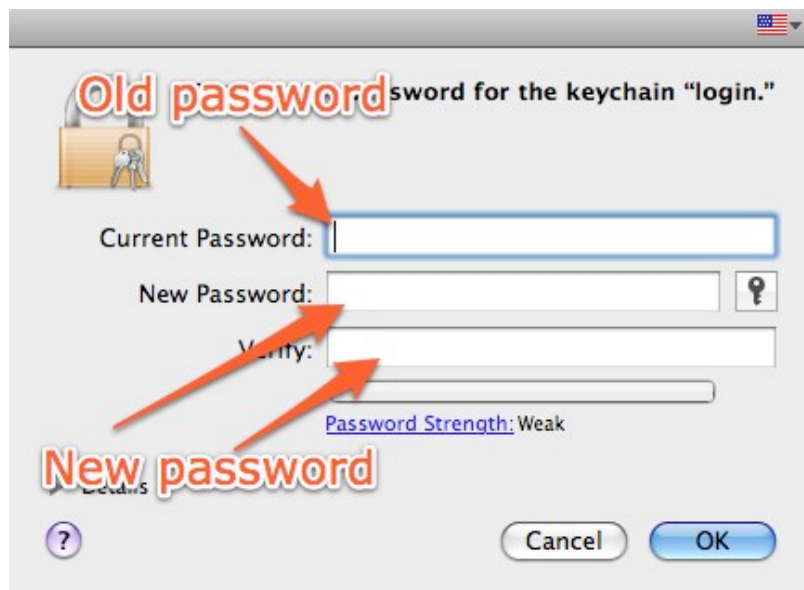 Old password
sword for the keychain “login.”
Current Password:
New Password:
Verify:
Password Strength: Weak
New password
Details
?
Cancel
OK